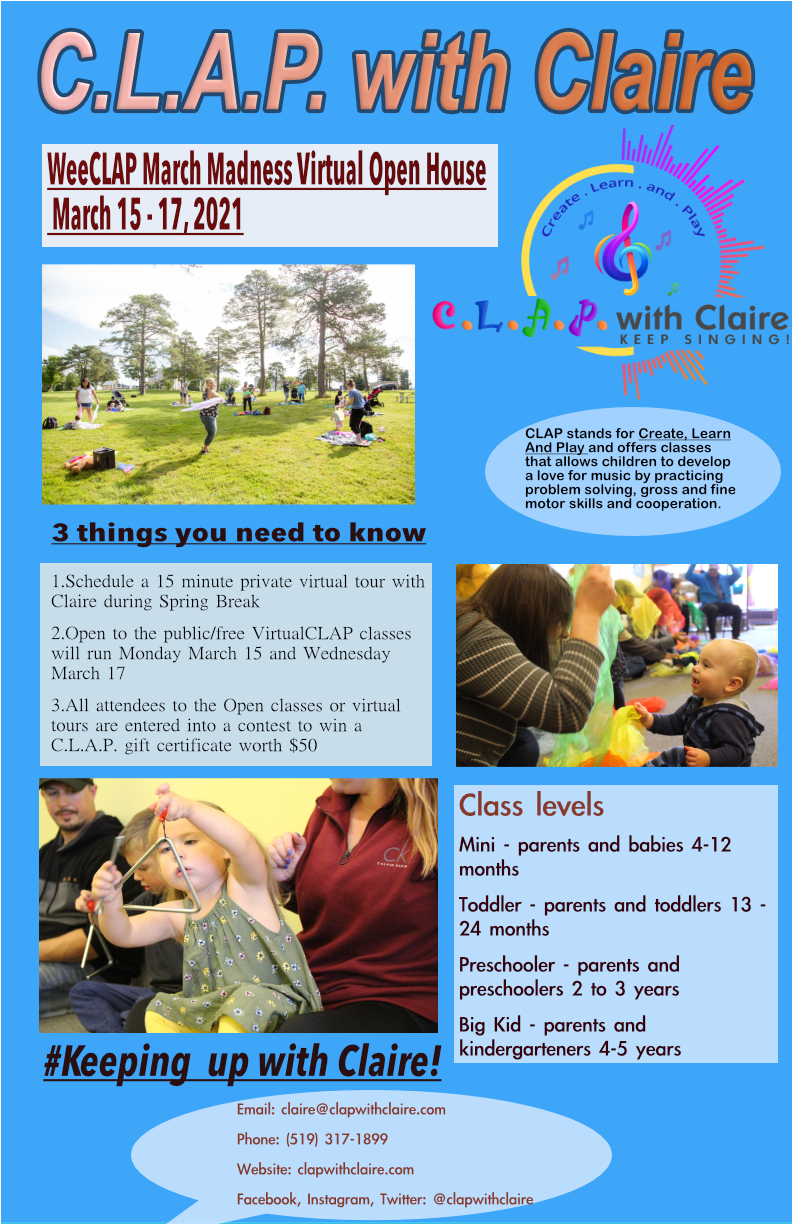 C.L.A.P. with Claire
WeeCLAP March Madness Virtual Open House
March 15 - 17, 2021
Create . Learn . and . Play
C.L.A.P. with Claire
KEEP SINGING!
CLAP stands for Create, Learn
And Play and offers classes
that allows children to develop
a love for music by practicing
problem solving, gross and fine
motor skills and cooperation.
3 things you need to know
1.Schedule a 15 minute private virtual tour with
Claire during Spring Break
2.Open to the public/free VirtualCLAP classes
will run Monday March 15 and Wednesday
March 17
3.All attendees to the Open classes or virtual
tours are entered into a contest to win a
C.L.A.P. gift certificate worth $50
CK
CALVIN KLEIN
Class levels
Mini - parents and babies 4-12
months
Toddler - parents and toddlers 13 -
24 months
Preschooler - parents and
preschoolers 2 to 3 years
Big Kid - parents and
kindergarteners 4-5 years
#Keeping up with Claire!
Email: claire@clapwithclaire.com
Phone: (519) 317-1899
Website: clapwithclaire.com
Facebook, Instagram, Twitter: @clapwithclaire